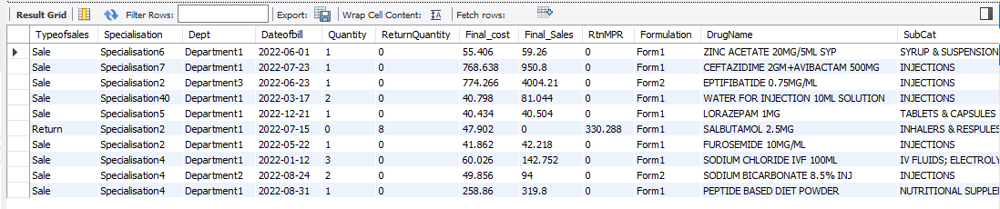 Result Grid Filter Rows: Export: Wrap Cell Content: Fetch rows:
Typeofsales Specialisation Dept Dateofbill Quantity ReturnQuantity Final_cost Final_Sales RtnMPR Formulation DrugName SubCat
Sale Specialisation6 Department1 2022-06-01 1 0 55.406 59.26 0 Form1 ZINC ACETATE 20MG/5ML SYP SYRUP & SUSPENSION
Sale Specialisation7 Department1 2022-07-23 1 0 768.638 950.8 0 Form1 CEFTAZIDIME 2GM+AVIBACTAM 500MG INJECTIONS
Sale Specialisation2 Department3 2022-06-23 1 0 774.266 4004.21 0 Form2 EPTIFIBATIDE 0.75MG/ML INJECTIONS
Sale Specialisation40 Department1 2022-03-17 2 0 40.798 81.044 0 Form1 WATER FOR INJECTION 10ML SOLUTION INJECTIONS
Sale Specialisation5 Department1 2022-12-21 1 0 40.434 40.504 0 Form1 LORAZEPAM 1MG TABLETS & CAPSULES
Return Specialisation2 Department1 2022-07-15 0 8 47.902 0 330.288 Form1 SALBUTAMOL 2.5MG INHALERS & RESPULES
Sale Specialisation2 Department1 2022-05-22 1 0 41.862 42.218 0 Form1 FUROSEMIDE 10MG/ML INJECTIONS
Sale Specialisation4 Department1 2022-01-12 3 0 60.026 142.752 0 Form1 SODIUM CHLORIDE IVF 100ML IV FLUIDS; ELECTROLY
Sale Specialisation4 Department2 2022-08-24 2 0 49.856 94 0 Form2 SODIUM BICARBONATE 8.5% INJ INJECTIONS
Sale Specialisation4 Department1 2022-08-31 1 0 258.86 319.8 0 Form1 PEPTIDE BASED DIET POWDER NUTRITIONAL SUPPLE